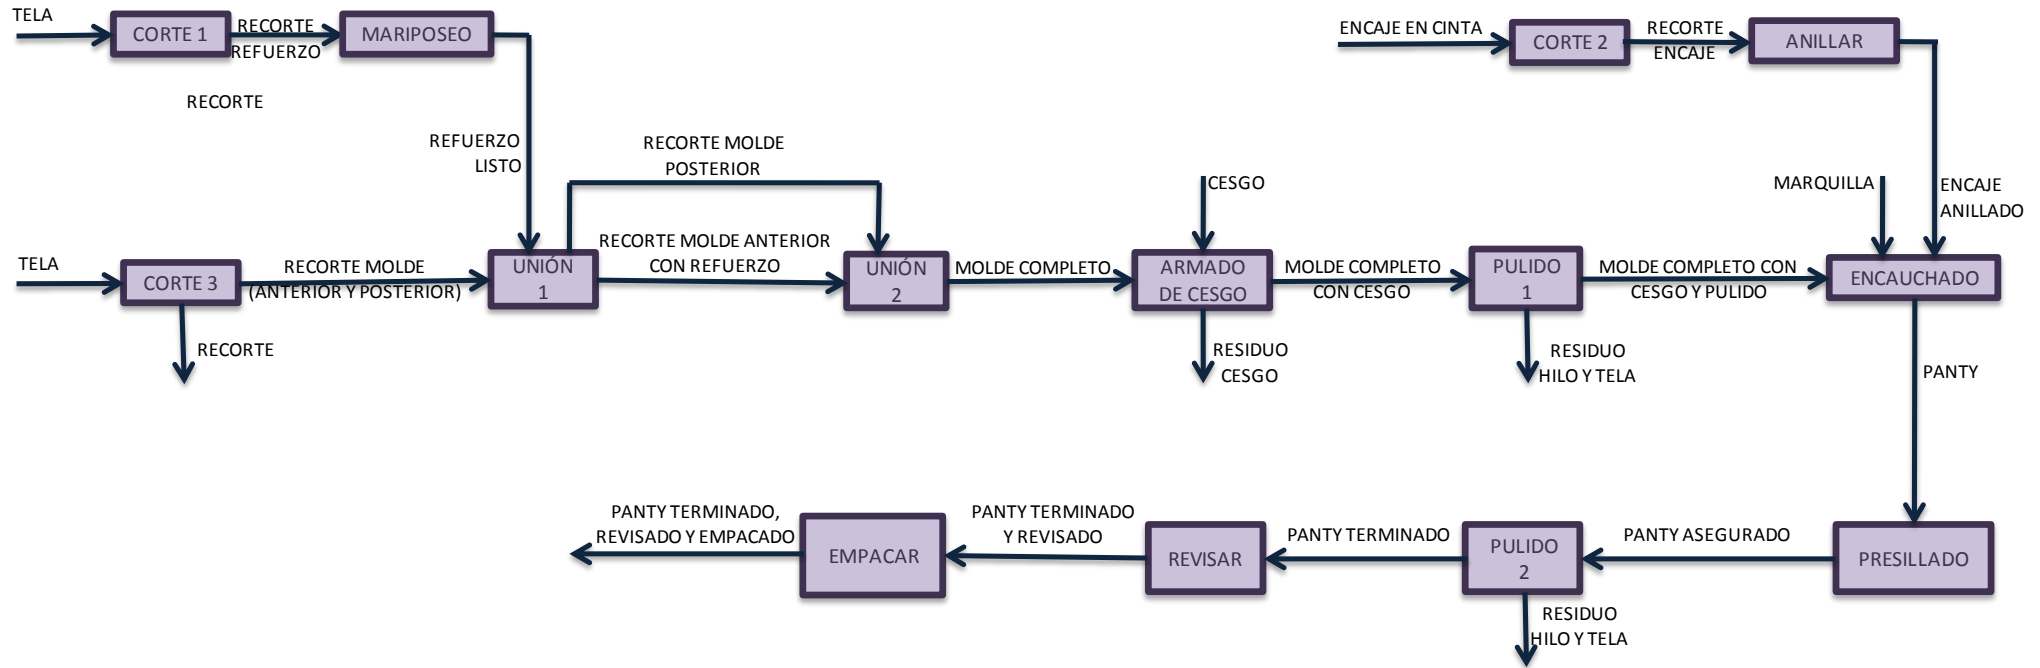 TELA
CORTE 1
RECORTE
REFUERZO
MARIPOSEO
ENCAJE EN CINTA
CORTE 2
RECORTE
ENCAJE
ANILLAR
RECORTE
REFUERZO
LISTO
RECORTE MOLDE
POSTERIOR
CESGO
MARQUILLA
ENCAJE
ANILLADO
TELA
CORTE 3
RECORTE MOLDE
(ANTERIOR Y POSTERIOR)
UNIÓN
1
RECORTE MOLDE ANTERIOR
CON REFUERZO
UNIÓN
2
MOLDE COMPLETO
ARMADO
DE CESGO
MOLDE COMPLETO
CON CESGO
PULIDO
1
MOLDE COMPLETO CON
CESGO Y PULIDO
ENCAUCHADO
RECORTE
RESIDUO
CESGO
RESIDUO
HILO Y TELA
PANTY
PANTY TERMINADO,
REVISADO Y EMPACADO
EMPACAR
PANTY TERMINADO
Y REVISADO
REVISAR
PANTY TERMINADO
PULIDO
2
PANTY ASEGURADO
PRESILLADO
RESIDUO
HILO Y TELA